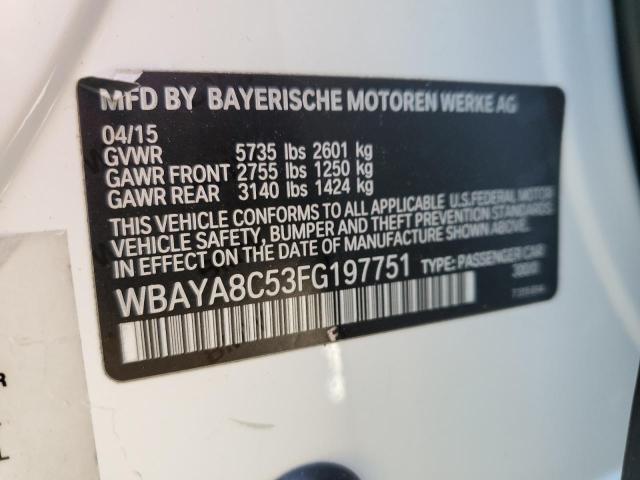 MFD BY BAYERISCHE MOTOREN WERKE AG
04/15
GVWR 5735 lbs 2601 kg
GAWR FRONT 2755 lbs 1250 kg
GAWR REAR 3140 lbs 1424 kg
THIS VEHICLE CONFORMS TO ALL APPLICABLE U.S. FEDERAL MOTOR
VEHICLE SAFETY, BUMPER AND THEFT PREVENTION STANDARDS
IN EFFECT ON THE DATE OF MANUFACTURE SHOWN ABOVE.
WBAYA8C53FG197751 TYPE: PASSENGER CAR